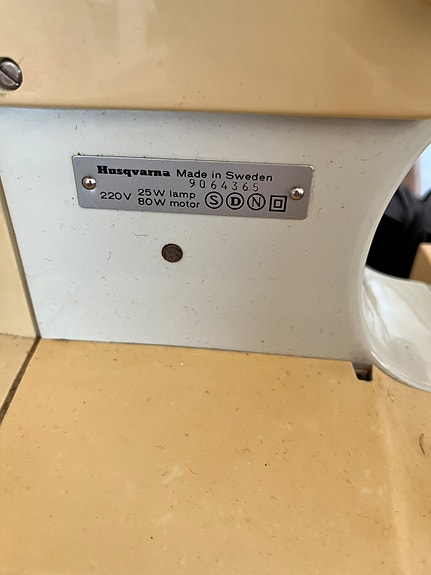 Husqvarna Made in Sweden
9064365
220V 25W lamp
80W motor S D N